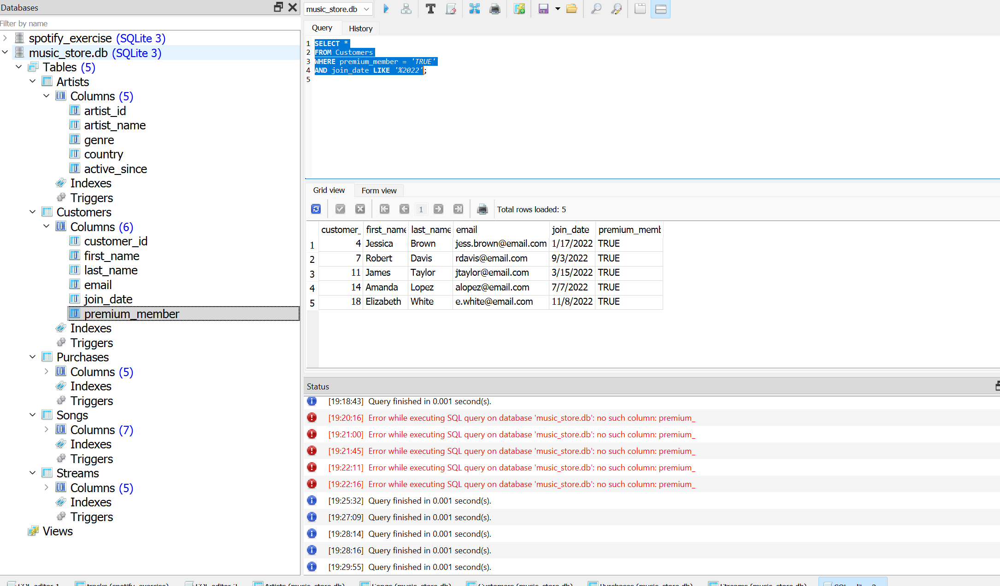 Databases
Filter by name
spotify_exercise (SQLite 3)
music_store.db (SQLite 3)
Tables (5)
Artists
Columns (5)
artist_id
artist_name
genre
country
active_since
Indexes
Triggers
Customers
Columns (6)
customer_id
first_name
last_name
email
join_date
premium_member
Indexes
Triggers
Purchases
Columns (5)
Indexes
Triggers
Songs
Columns (7)
Indexes
Triggers
Streams
Columns (5)
Indexes
Triggers
Views
music_store.db
Query History
1 SELECT *
2 FROM Customers
3 WHERE premium_member = 'TRUE'
4 AND join_date LIKE '%2022';
5
Grid view Form view
1 Total rows loaded: 5
customer_ first_name last_name email join_date premium_memb
1 4 Jessica Brown jess.brown@email.com 1/17/2022 TRUE
2 7 Robert Davis rdavis@email.com 9/3/2022 TRUE
3 11 James Taylor jtaylor@email.com 3/15/2022 TRUE
4 14 Amanda Lopez alopez@email.com 7/7/2022 TRUE
5 18 Elizabeth White e.white@email.com 11/8/2022 TRUE
Status
[19:18:43] Query finished in 0.001 second(s).
[19:20:16] Error while executing SQL query on database 'music_store.db': no such column: premium_
[19:21:00] Error while executing SQL query on database 'music_store.db': no such column: premium_
[19:21:45] Error while executing SQL query on database 'music_store.db': no such column: premium_
[19:22:11] Error while executing SQL query on database 'music_store.db': no such column: premium_
[19:22:16] Error while executing SQL query on database 'music_store.db': no such column: premium_
[19:25:32] Query finished in 0.001 second(s).
[19:27:09] Query finished in 0.001 second(s).
[19:28:14] Query finished in 0.001 second(s).
[19:28:16] Query finished in 0.001 second(s).
[19:29:55] Query finished in 0.001 second(s).
SQL editor 1 tracks (spotify_exercise) Artists (music_store.db) Songs (music_store.db) Customers (music_store.db) Purchases (music_store.db) Streams (music_store.db)